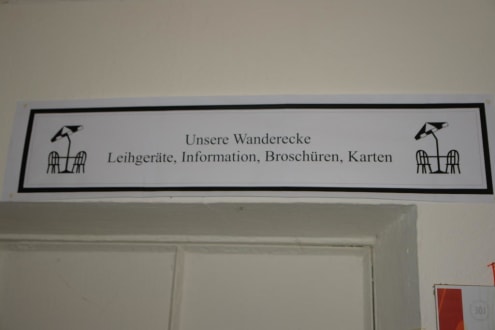 Unsere Wanderecke
Leihgeräte, Information, Broschüren, Karten